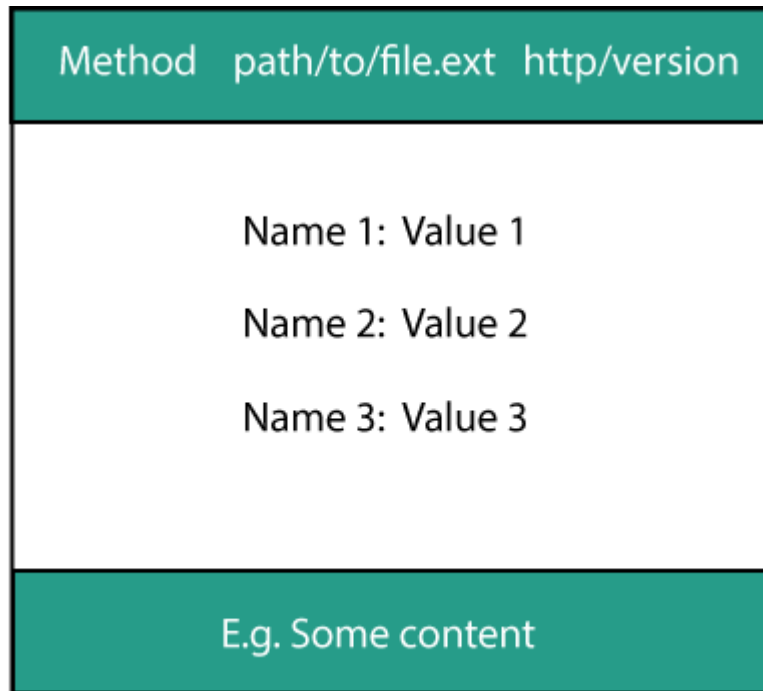 Method path/to/file.ext http/version
Name 1: Value 1
Name 2: Value 2
Name 3: Value 3
E.g. Some content